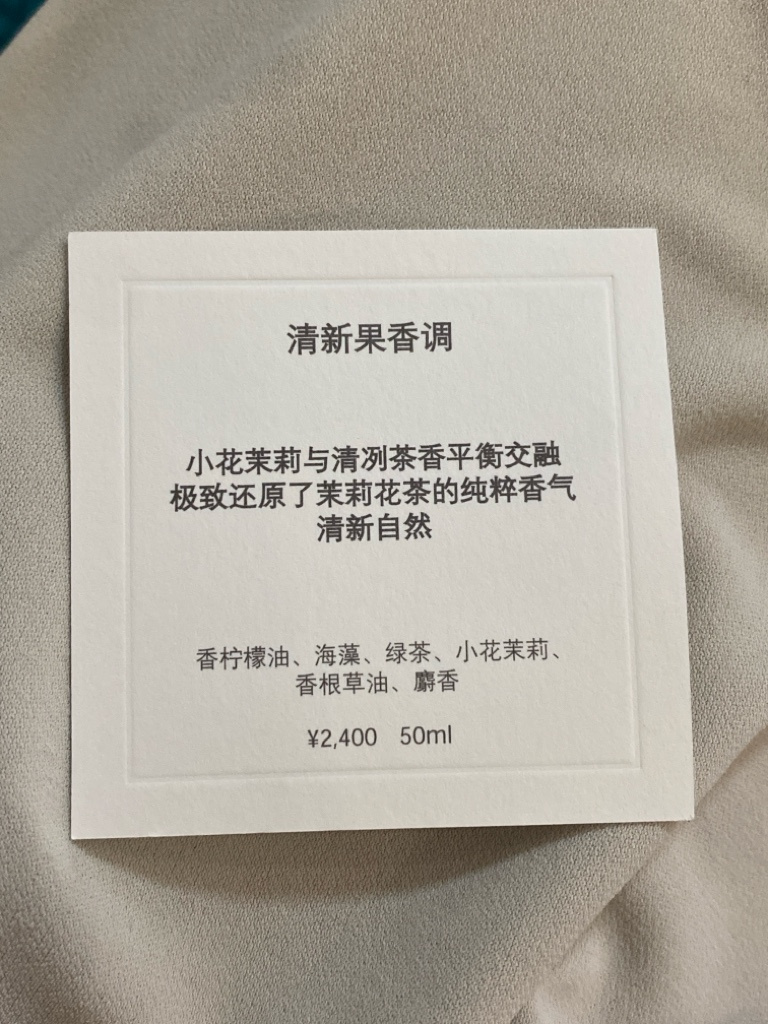 清新果香调
小花茉莉与清冽茶香平衡交融
极致还原了茉莉花茶的纯粹香气
清新自然
香柠檬油、海藻、绿茶、小花茉莉、
香根草油、麝香
¥2,400 50ml